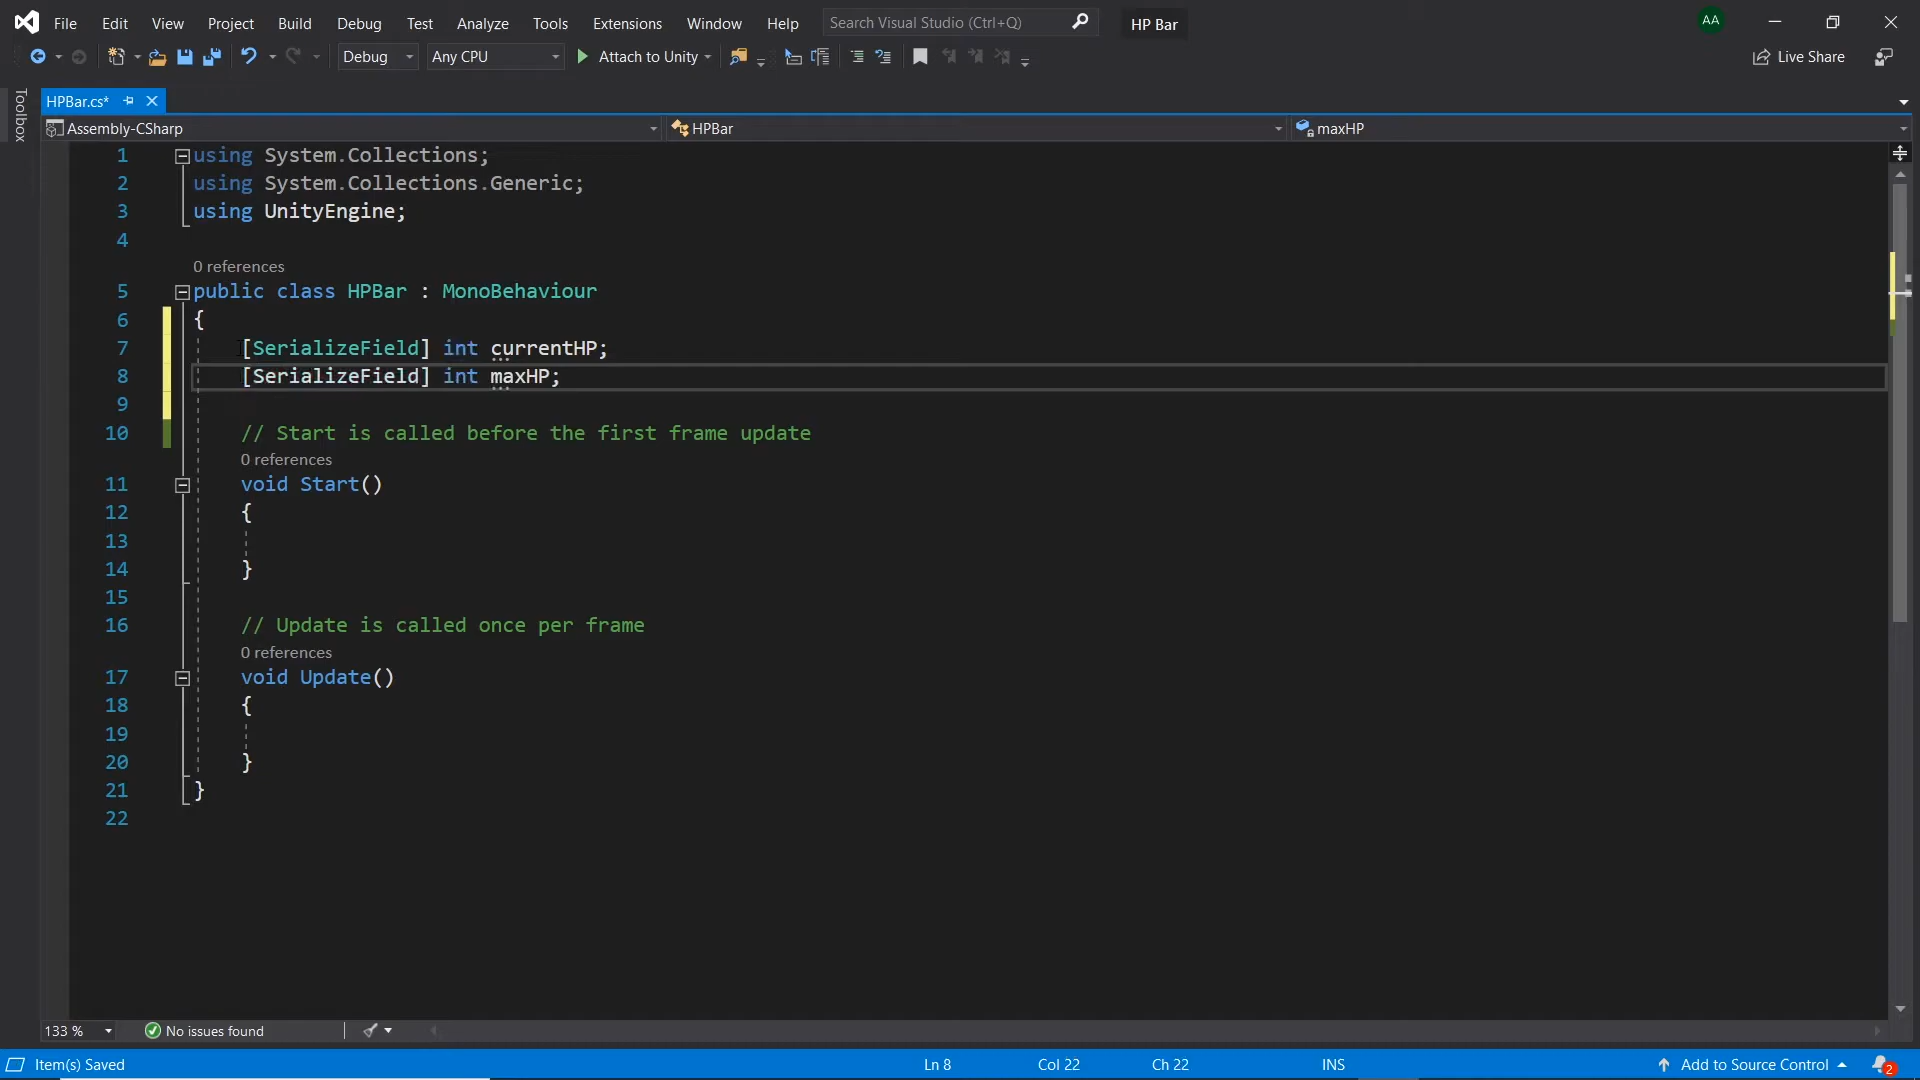 File Edit View Project Build Debug Test Analyze Tools Extensions Window Help Search Visual Studio (Ctrl+Q) HP Bar AA
Debug Any CPU Attach to Unity Live Share
Toolbox
HPBar.cs*
Assembly-CSharp HPBar maxHP
1 using System.Collections;
2 using System.Collections.Generic;
3 using UnityEngine;
4
0 references
5 public class HPBar : MonoBehaviour
6 {
7 [SerializeField] int currentHP;
8 [SerializeField] int maxHP;
9
10 // Start is called before the first frame update
0 references
11 void Start()
12 {
13
14 }
15
16 // Update is called once per frame
0 references
17 void Update()
18 {
19
20 }
21 }
22
133 % No issues found
Item(s) Saved Ln 8 Col 22 Ch 22 INS Add to Source Control 2